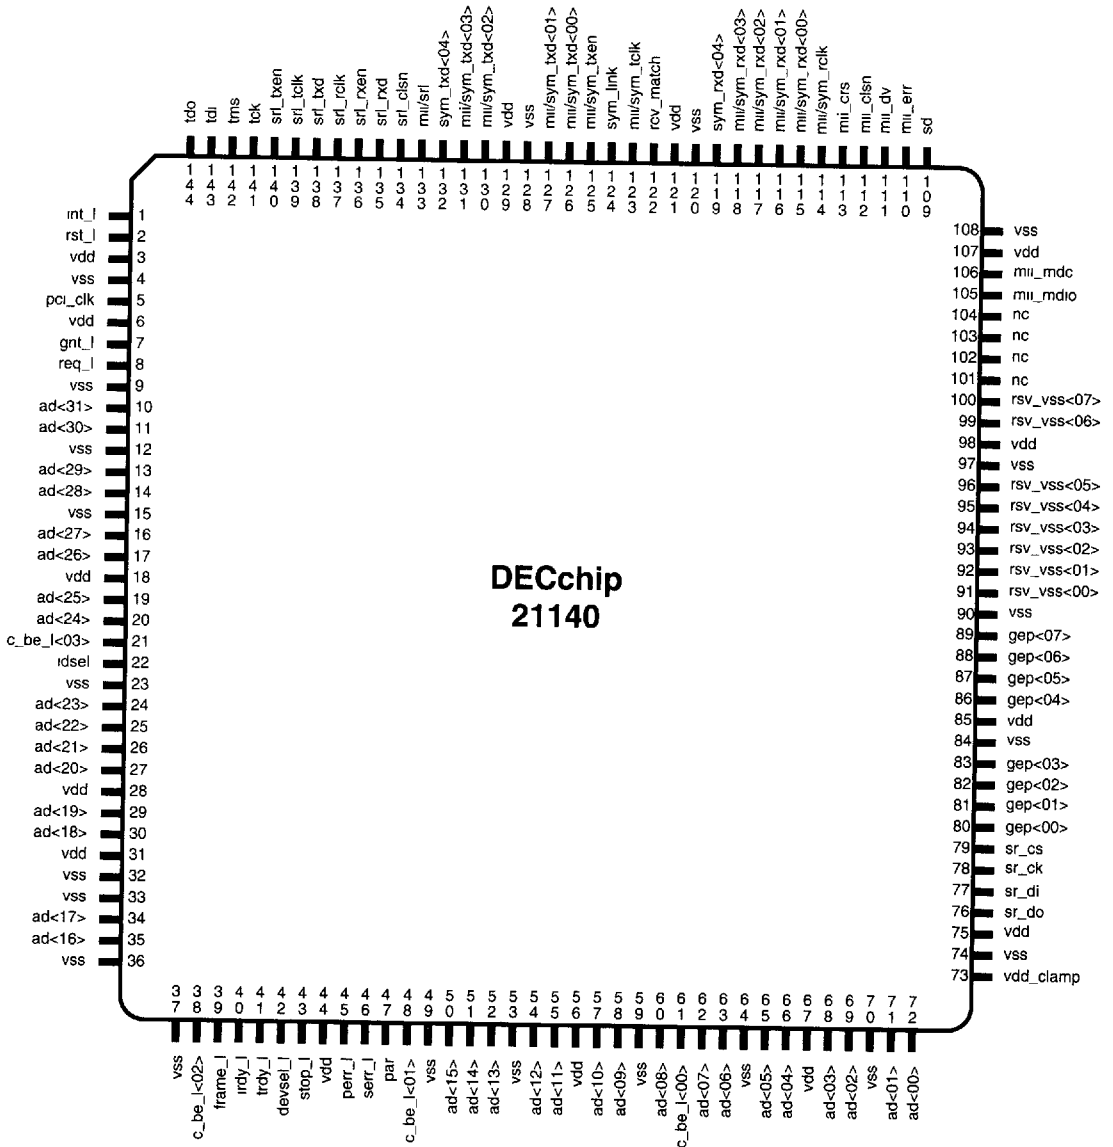 tdo 144
tdi 143
tms 142
tck 141
srl_txen 140
srl_tclk 139
srl_txd 138
srl_rclk 137
srl_rxen 136
srl_rxd 135
srl_clsn 134
mii/srl 133
sym_txd<04> 132
mii/sym_txd<03> 131
mii/sym_txd<02> 130
vdd 129
vss 128
mii/sym_txd<01> 127
mii/sym_txd<00> 126
mii/sym_txen 125
sym_link 124
mii/sym_tclk 123
rcv_match 122
vdd 121
vss 120
sym_rxd<04> 119
mii/sym_rxd<03> 118
mii/sym_rxd<02> 117
mii/sym_rxd<01> 116
mii/sym_rxd<00> 115
mii/sym_rclk 114
mii_crs 113
mii_clsn 112
mii_dv 111
mii_err 110
sd 109
int_l 1
rst_l 2
vdd 3
vss 4
pci_clk 5
vdd 6
gnt_l 7
req_l 8
vss 9
ad<31> 10
ad<30> 11
vss 12
ad<29> 13
ad<28> 14
vss 15
ad<27> 16
ad<26> 17
vdd 18
ad<25> 19
ad<24> 20
c_be_l<03> 21
idsel 22
vss 23
ad<23> 24
ad<22> 25
ad<21> 26
ad<20> 27
vdd 28
ad<19> 29
ad<18> 30
vdd 31
vss 32
vss 33
ad<17> 34
ad<16> 35
vss 36
DECchip
21140
108 vss
107 vdd
106 mii_mdc
105 mii_mdio
104 nc
103 nc
102 nc
101 nc
100 rsv_vss<07>
99 rsv_vss<06>
98 vdd
97 vss
96 rsv_vss<05>
95 rsv_vss<04>
94 rsv_vss<03>
93 rsv_vss<02>
92 rsv_vss<01>
91 rsv_vss<00>
90 vss
89 gep<07>
88 gep<06>
87 gep<05>
86 gep<04>
85 vdd
84 vss
83 gep<03>
82 gep<02>
81 gep<01>
80 gep<00>
79 sr_cs
78 sr_ck
77 sr_di
76 sr_do
75 vdd
74 vss
73 vdd_clamp
37 vss
38 c_be_l<02>
39 frame_l
40 irdy_l
41 trdy_l
42 devsel_l
43 stop_l
44 vdd
45 perr_l
46 serr_l
47 par
48 c_be_l<01>
49 vss
50 ad<15>
51 ad<14>
52 ad<13>
53 vss
54 ad<12>
55 ad<11>
56 vdd
57 ad<10>
58 ad<09>
59 vss
60 ad<08>
61 c_be_l<00>
62 ad<07>
63 ad<06>
64 vss
65 ad<05>
66 ad<04>
67 vdd
68 ad<03>
69 ad<02>
70 vss
71 ad<01>
72 ad<00>